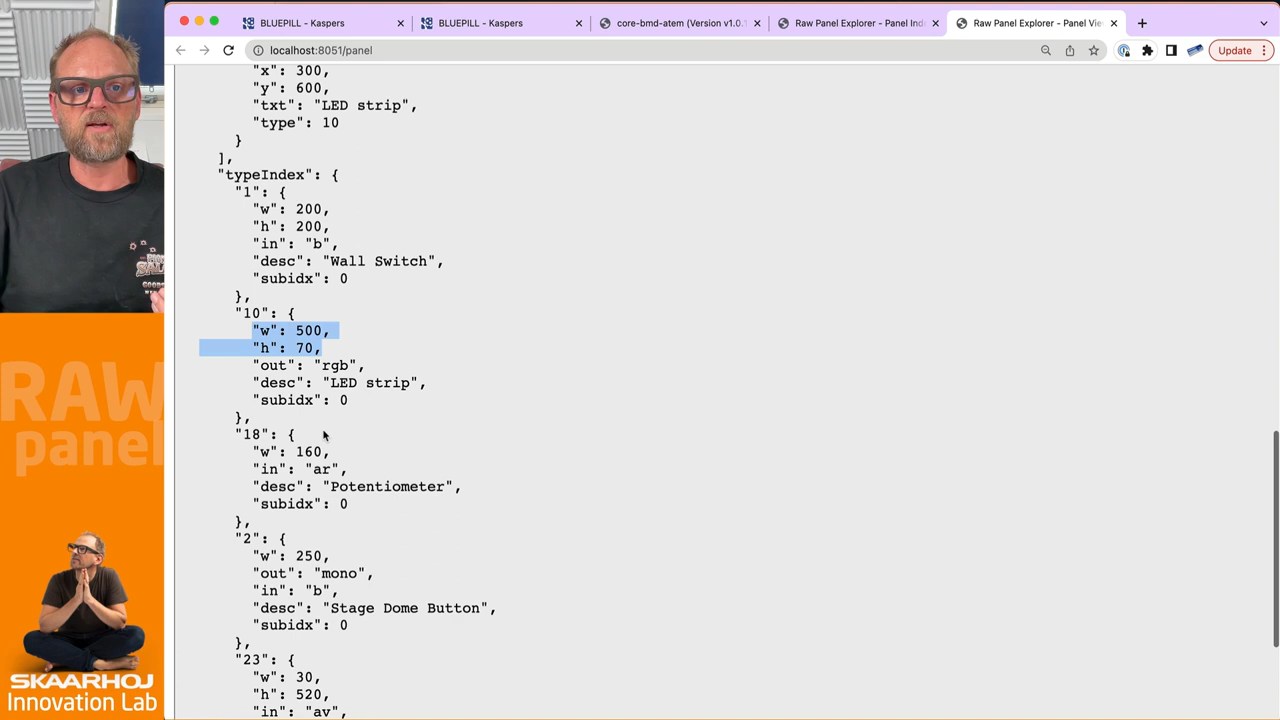 BLUEPILL - Kaspers
BLUEPILL - Kaspers
core-bmd-atem (Version v1.0.1
Raw Panel Explorer - Panel Ind
Raw Panel Explorer - Panel Vie
localhost:8051/panel
Update
"x": 300,
"y": 600,
"txt": "LED strip",
"type": 10
}
],
"typeIndex": {
"1": {
"w": 200,
"h": 200,
"in": "b",
"desc": "Wall Switch",
"subidx": 0
},
"10": {
"w": 500,
"h": 70,
"out": "rgb",
"desc": "LED strip",
"subidx": 0
},
"18": {
"w": 160,
"in": "ar",
"desc": "Potentiometer",
"subidx": 0
},
"2": {
"w": 250,
"out": "mono",
"in": "b",
"desc": "Stage Dome Button",
"subidx": 0
},
"23": {
"w": 30,
"h": 520,
"in": "av",
RAW
panel
SKAARHOJ
Innovation Lab